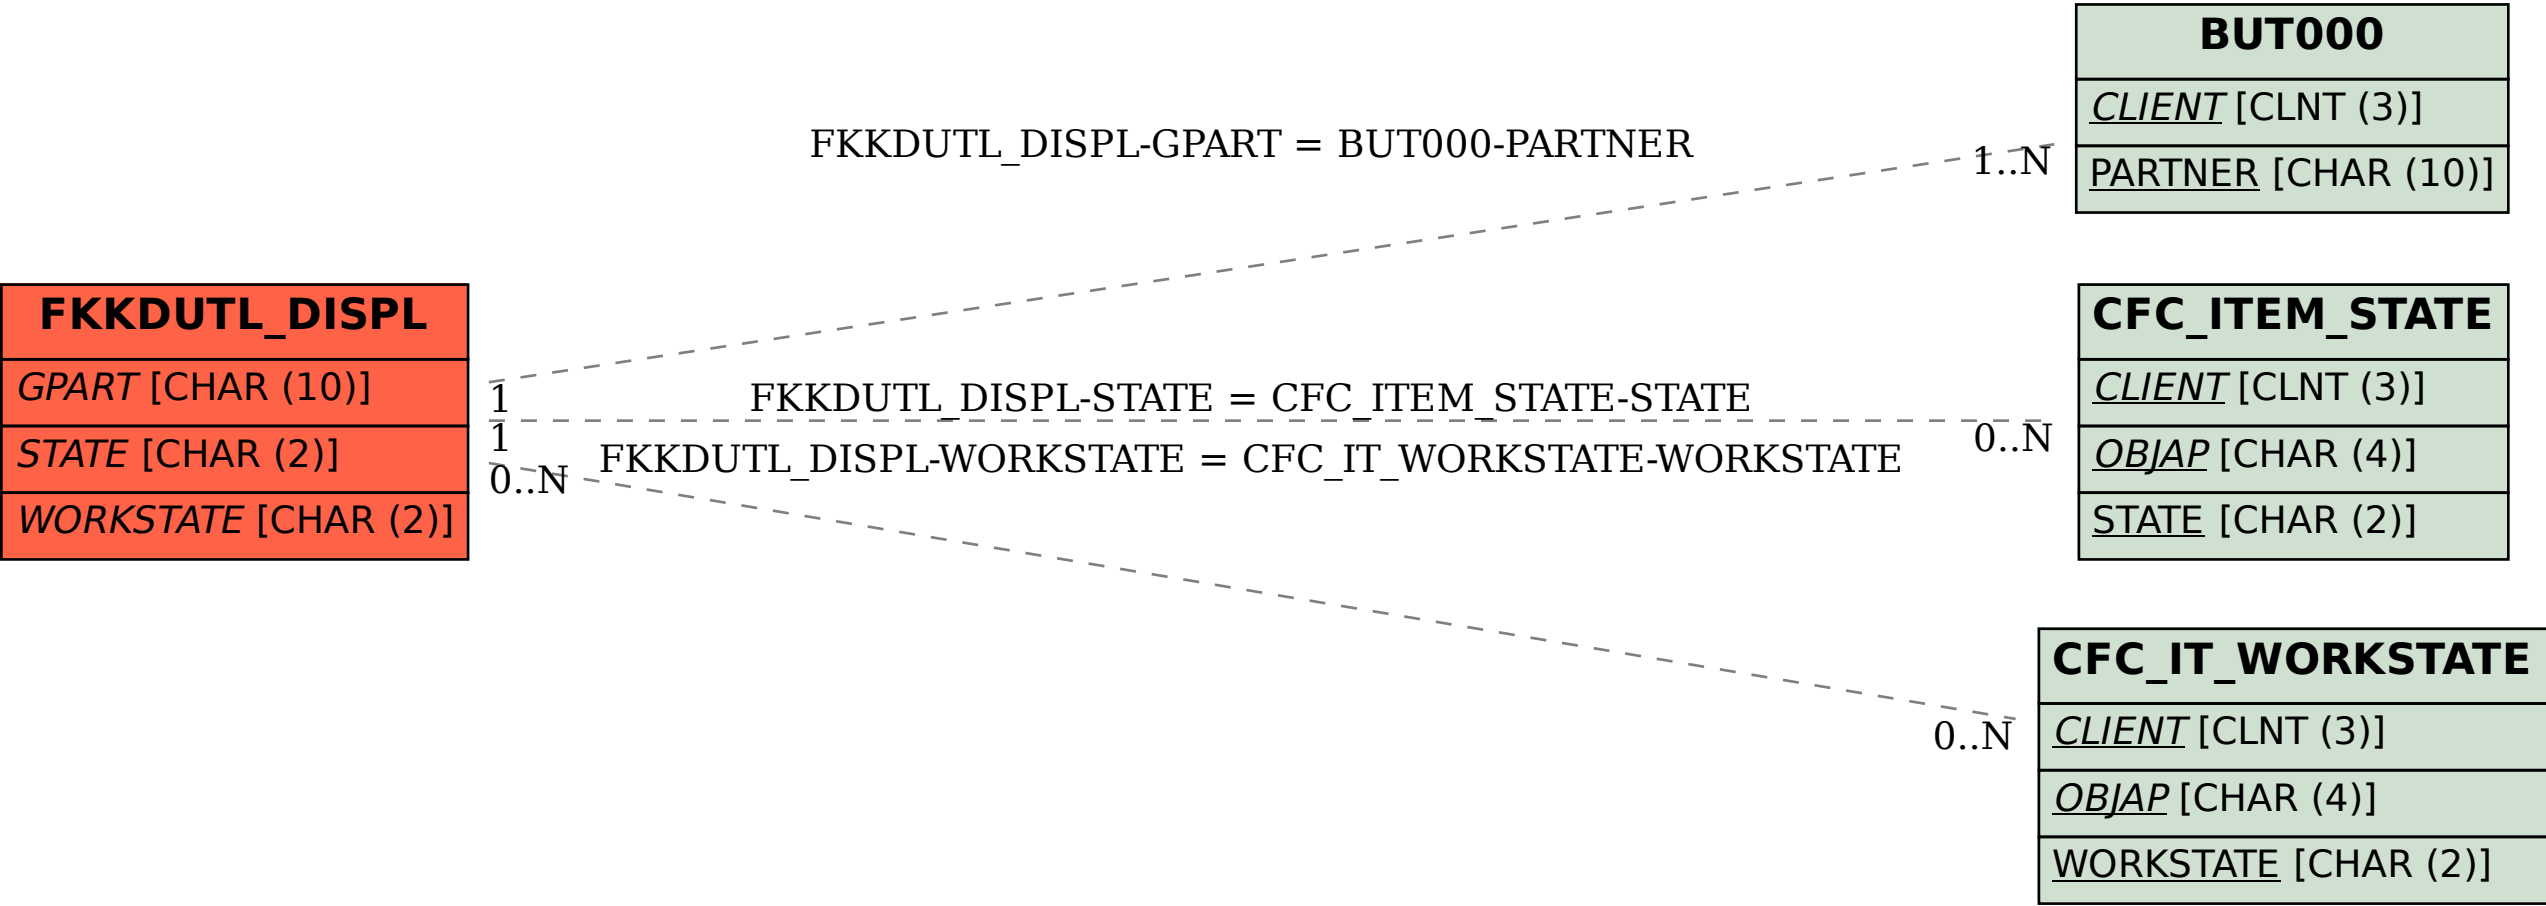 BUT000
CLIENT [CLNT (3)]
PARTNER [CHAR (10)]
FKKDUTL_DISPL-GPART = BUT000-PARTNER
1..N
FKKDUTL_DISPL
GPART [CHAR (10)]
STATE [CHAR (2)]
WORKSTATE [CHAR (2)]
1
FKKDUTL_DISPL-STATE = CFC_ITEM_STATE-STATE
1
0..N
0..N
FKKDUTL_DISPL-WORKSTATE = CFC_IT_WORKSTATE-WORKSTATE
CFC_ITEM_STATE
CLIENT [CLNT (3)]
OBJAP [CHAR (4)]
STATE [CHAR (2)]
0..N
CFC_IT_WORKSTATE
CLIENT [CLNT (3)]
OBJAP [CHAR (4)]
WORKSTATE [CHAR (2)]